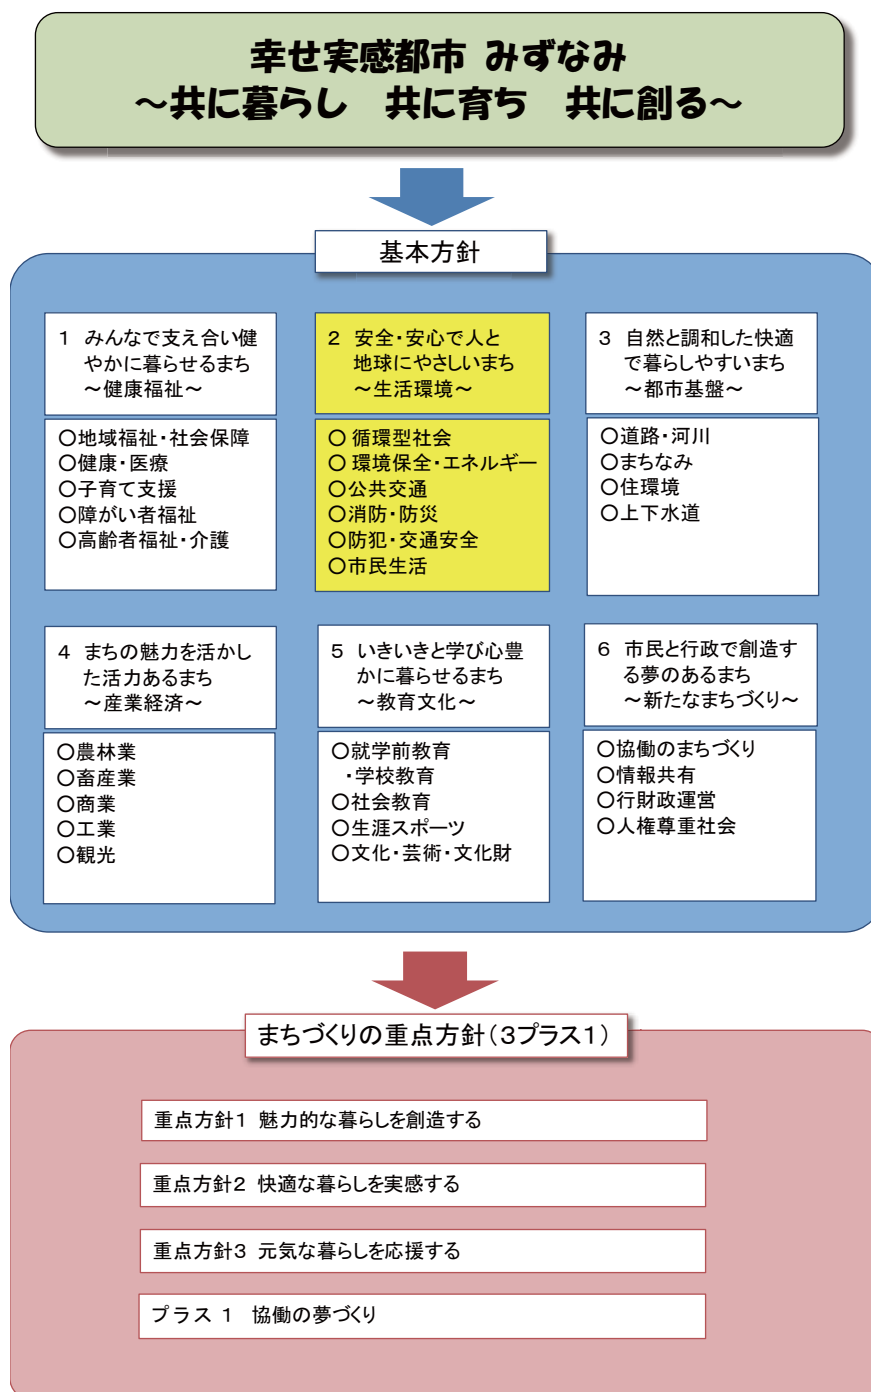 幸せ実感都市 みずなみ
～共に暮らし　共に育ち　共に創る～
基本方針
１ みんなで支え合い健
やかに暮らせるまち
～健康福祉～
○地域福祉・社会保障
○健康・医療
○子育て支援
○障がい者福祉
○高齢者福祉・介護
２ 安全・安心で人と
地球にやさしいまち
～生活環境～
○ 循環型社会
○ 環境保全・エネルギー
○公共交通
○消防・防災
○防犯・交通安全
○市民生活
３ 自然と調和した快適
で暮らしやすいまち
～都市基盤～
○道路・河川
○まちなみ
○住環境
○上下水道
４ まちの魅力を活かし
た活力あるまち
～産業経済～
○農林業
○畜産業
○商業
○工業
○観光
５ いきいきと学び心豊
かに暮らせるまち
～教育文化～
○就学前教育
・学校教育
○社会教育
○生涯スポーツ
○文化・芸術・文化財
６ 市民と行政で創造す
る夢のあるまち
～新たなまちづくり～
○協働のまちづくり
○情報共有
○行財政運営
○人権尊重社会
まちづくりの重点方針（３プラス１）
重点方針１ 魅力的な暮らしを創造する
重点方針２ 快適な暮らしを実感する
重点方針３ 元気な暮らしを応援する
プラス １ 協働の夢づくり